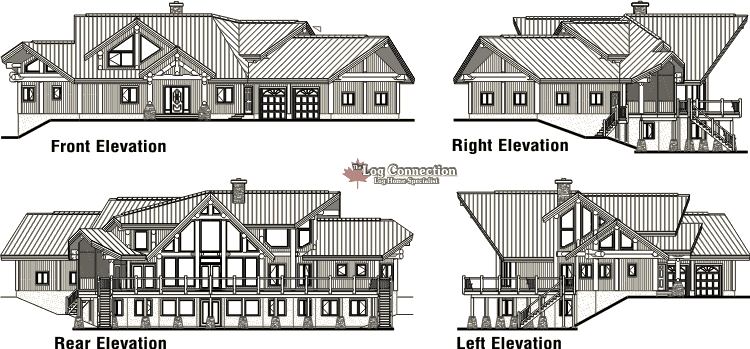 Front Elevation
Right Elevation
The Log Connection
Log Home Specialist
Rear Elevation
Left Elevation